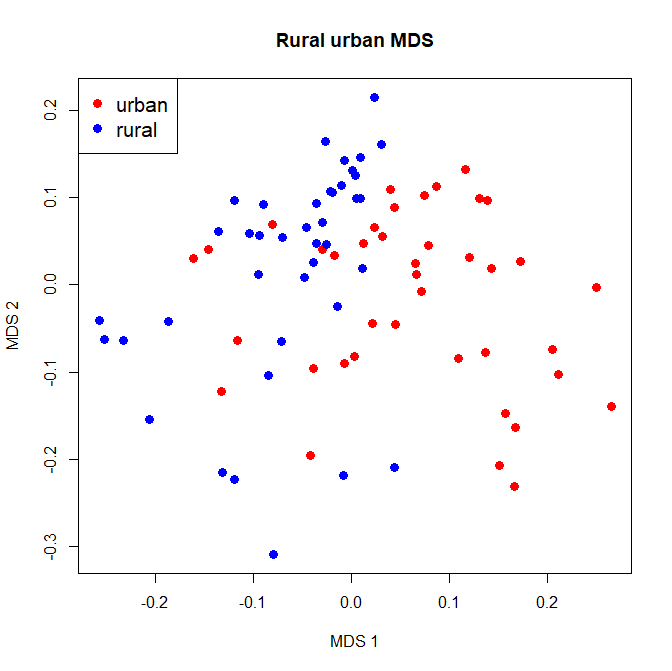 Rural urban MDS
urban
rural
0.2
0.1
0.0
-0.1
-0.2
-0.3
MDS 2
-0.2 -0.1 0.0 0.1 0.2
MDS 1